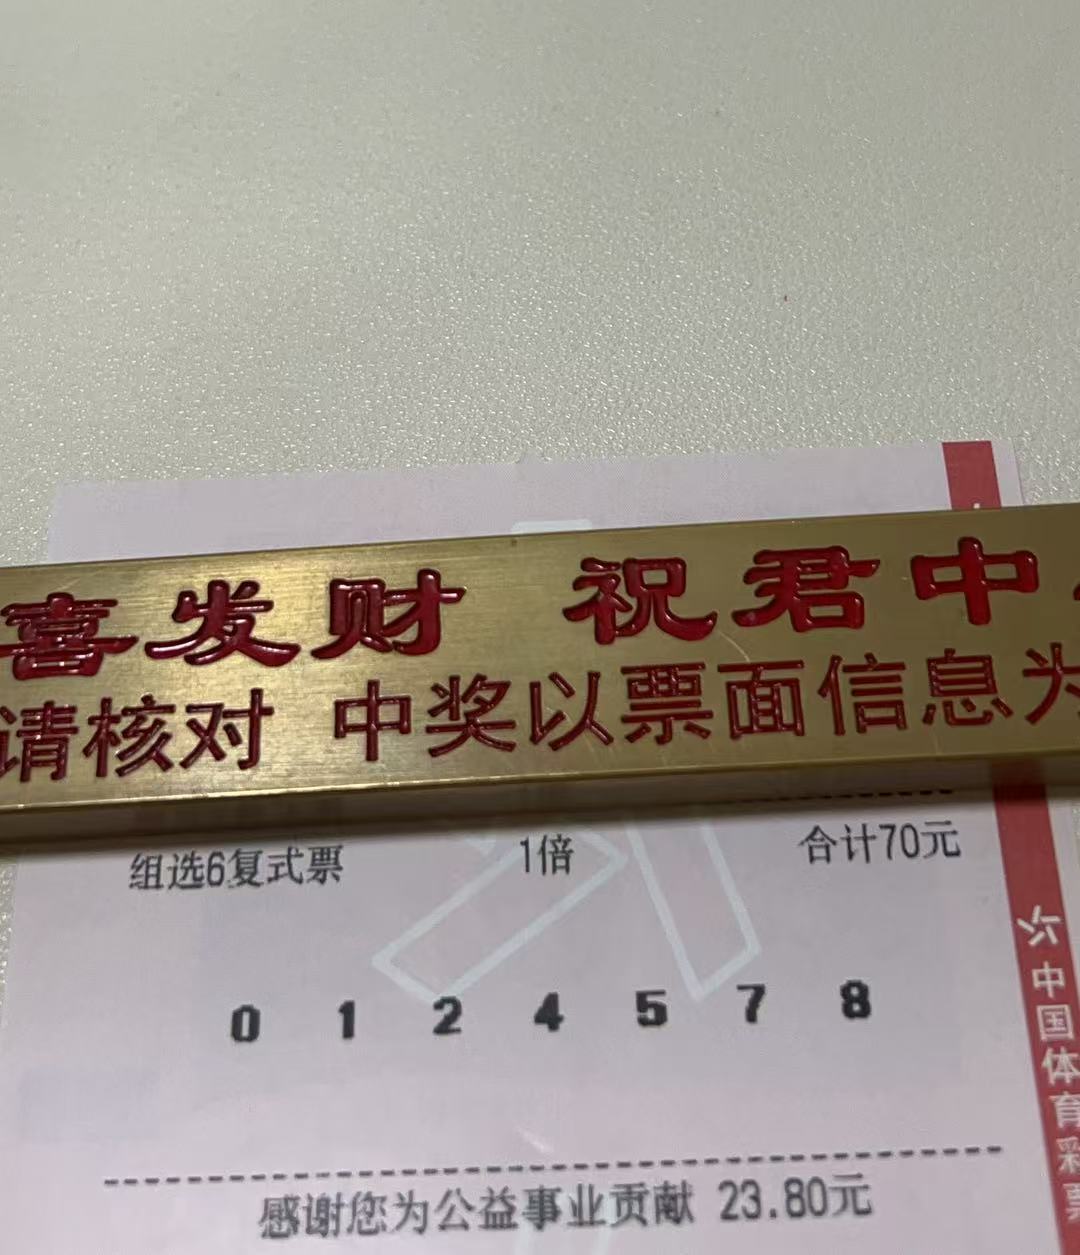 喜发财 祝君中
请核对 中奖以票面信息为
组选6复式票 1倍 合计70元
0 1 2 4 5 7 8
感谢您为公益事业贡献 23.80元
中国体育彩票